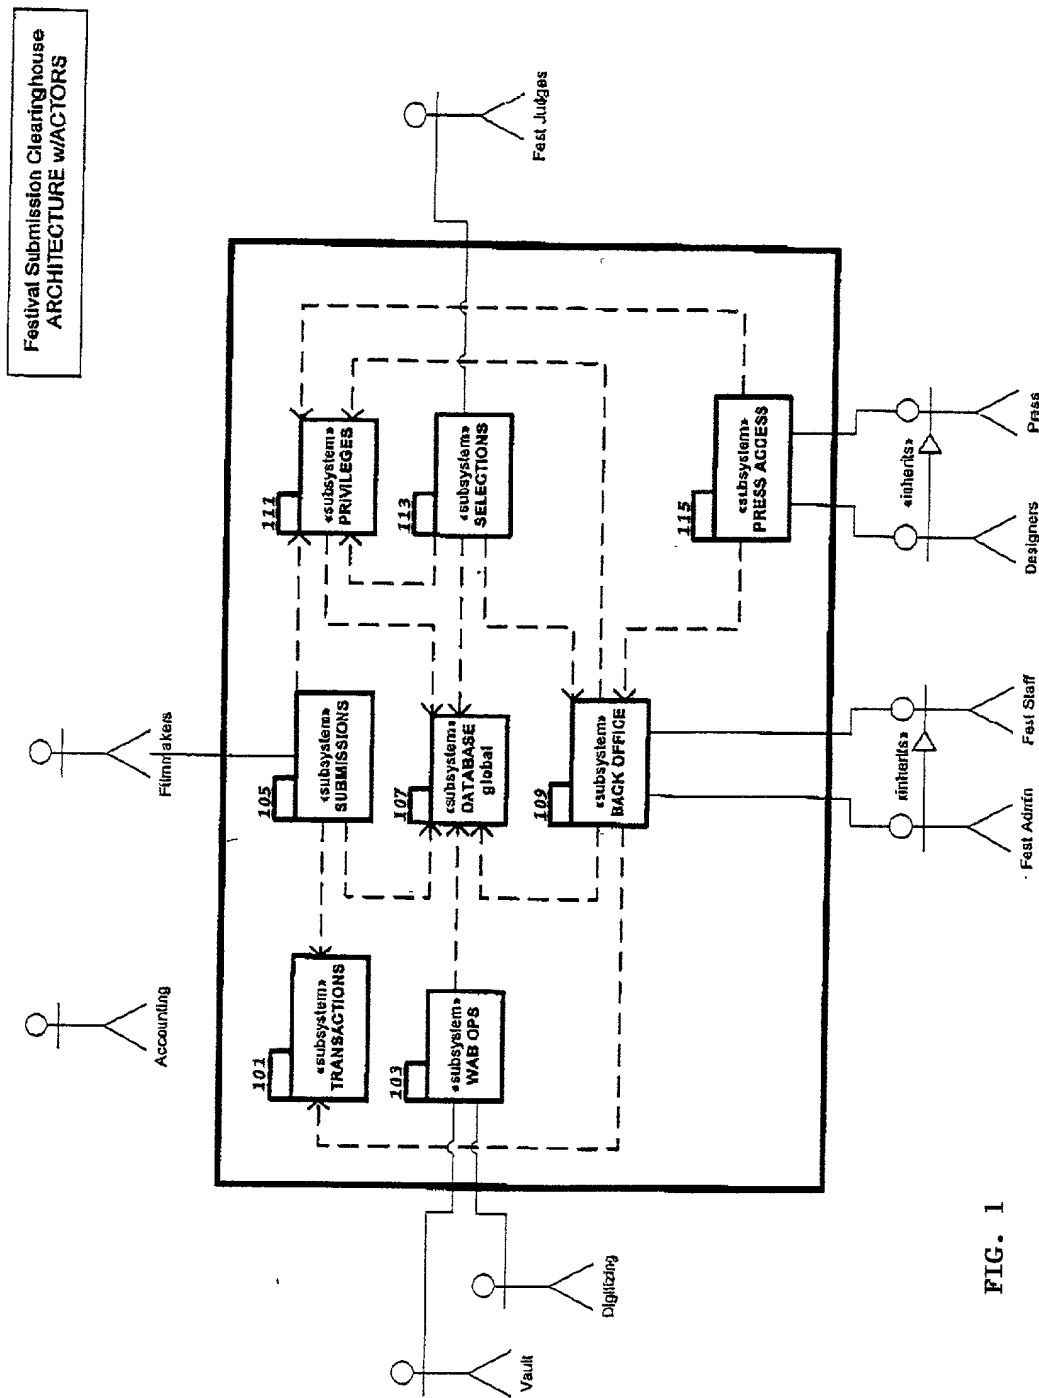 Festival Submission Clearinghouse
ARCHITECTURE w/ACTORS
Accounting
Filmmakers
101
«subsystem»
TRANSACTIONS
105
«subsystem»
SUBMISSIONS
111
«subsystem»
PRIVILEGES
Fest Judges
103
«subsystem»
WAB OPS
107
«subsystem»
DATABASE
global
113
«subsystem»
SELECTIONS
Vault
Digitizing
109
«subsystem»
BACK OFFICE
115
«subsystem»
PRESS ACCESS
«inherits»
«inherits»
Fest Admin
Fest Staff
Designers
Press
FIG. 1